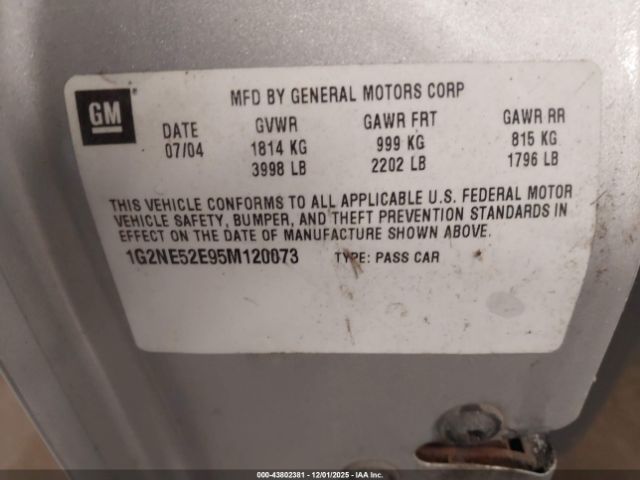 GM
MFD BY GENERAL MOTORS CORP
DATE GVWR GAWR FRT GAWR RR
07/04 1814 KG 999 KG 815 KG
3998 LB 2202 LB 1796 LB
THIS VEHICLE CONFORMS TO ALL APPLICABLE U.S. FEDERAL MOTOR
VEHICLE SAFETY, BUMPER, AND THEFT PREVENTION STANDARDS IN
EFFECT ON THE DATE OF MANUFACTURE SHOWN ABOVE.
1G2NE52E95M120073 TYPE: PASS CAR
000-43802381 - 12/01/2025 - IAA Inc.